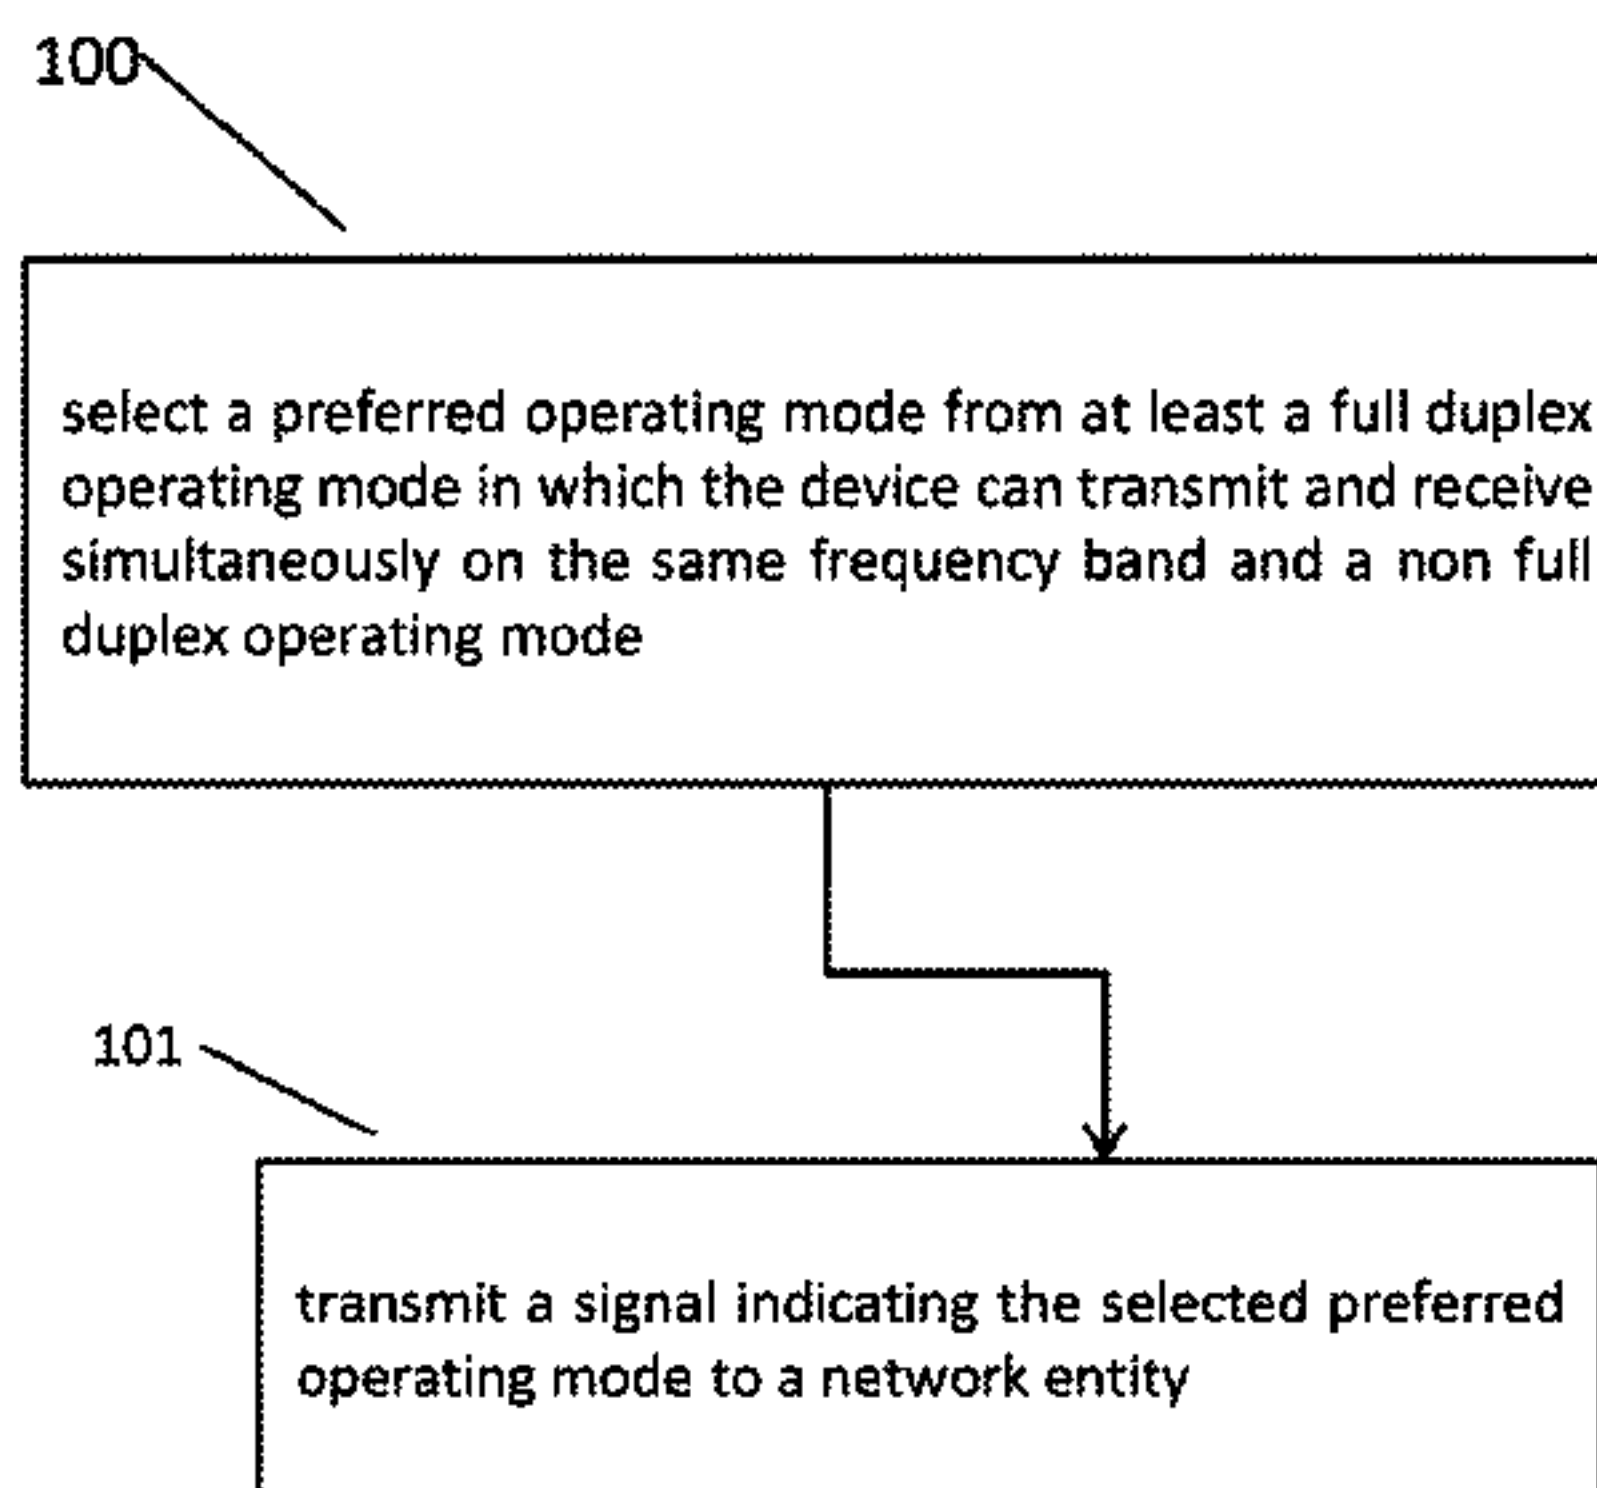 100
select a preferred operating mode from at least a full duplex
operating mode in which the device can transmit and receive
simultaneously on the same frequency band and a non full
duplex operating mode
101
transmit a signal indicating the selected preferred
operating mode to a network entity